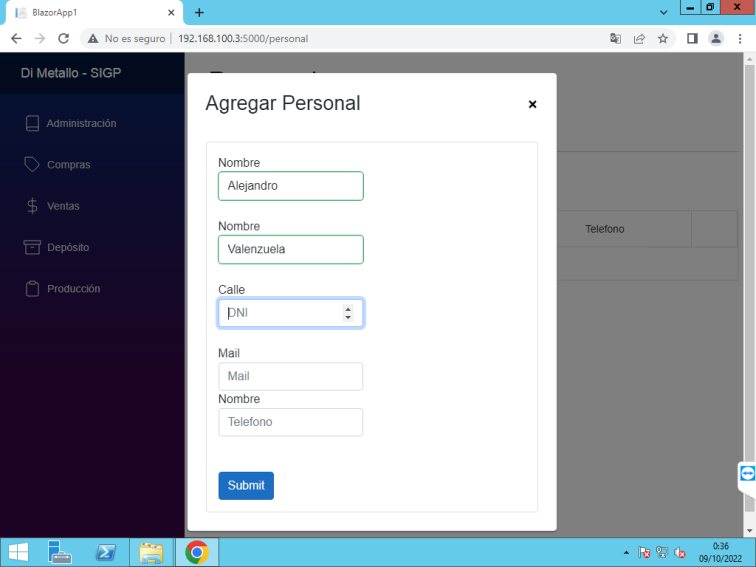 BlazorApp1
No es seguro | 192.168.100.3:5000/personal
Di Metallo - SIGP
Administración
Compras
Ventas
Depósito
Producción
Agregar Personal
Nombre
Alejandro
Nombre
Valenzuela
Calle
DNI
Mail
Mail
Nombre
Telefono
Submit
Telefono
0:36
09/10/2022